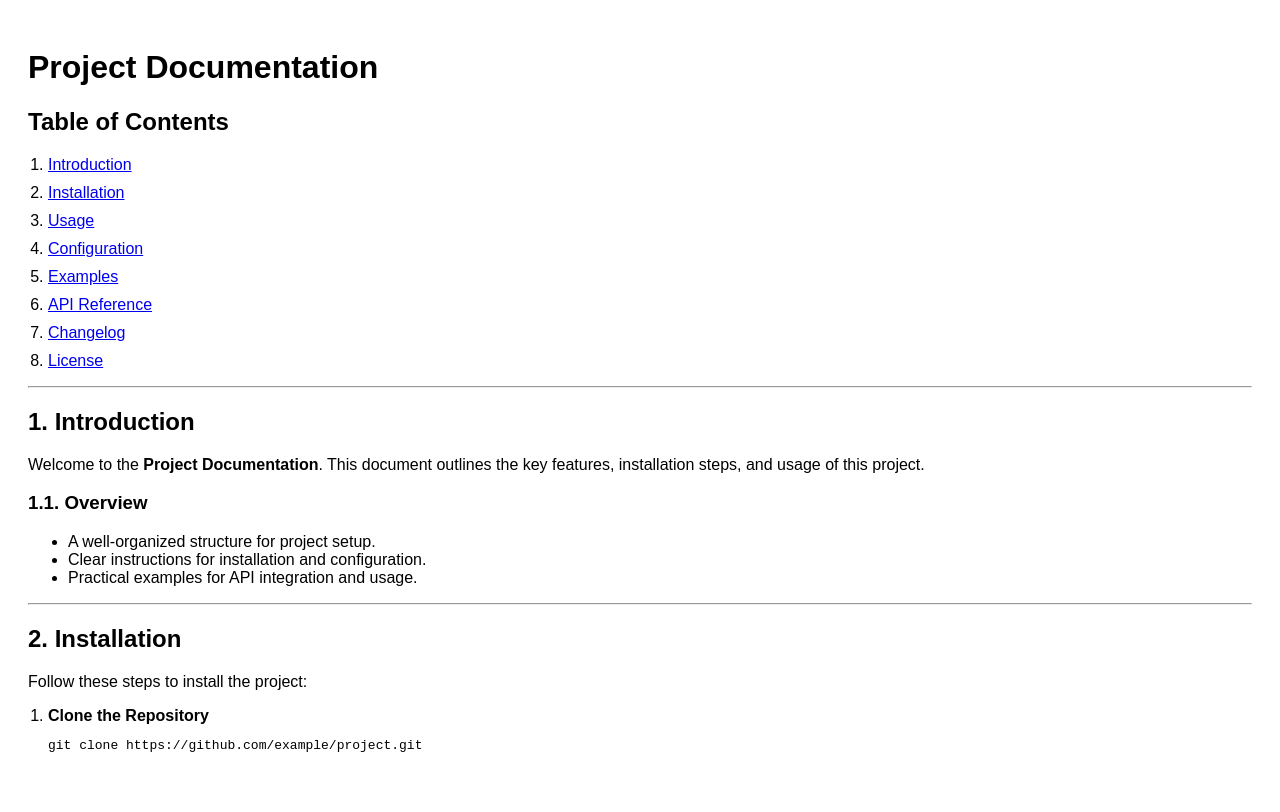 Project Documentation
Table of Contents
1. Introduction
2. Installation
3. Usage
4. Configuration
5. Examples
6. API Reference
7. Changelog
8. License
1. Introduction
Welcome to the Project Documentation. This document outlines the key features, installation steps, and usage of this project.
1.1. Overview
• A well-organized structure for project setup.
• Clear instructions for installation and configuration.
• Practical examples for API integration and usage.
2. Installation
Follow these steps to install the project:
1. Clone the Repository
git clone https://github.com/example/project.git